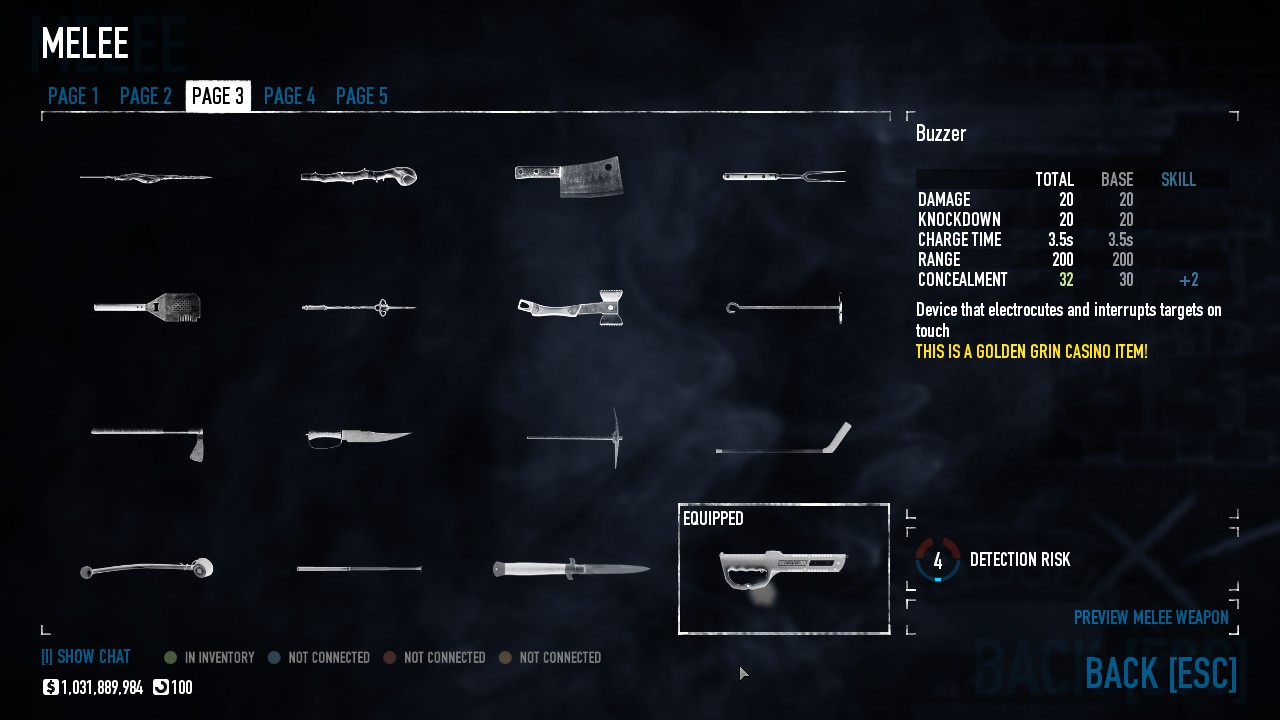 MELEE
PAGE 1 PAGE 2 PAGE 3 PAGE 4 PAGE 5
Buzzer
TOTAL BASE SKILL
DAMAGE 20 20
KNOCKDOWN 20 20
CHARGE TIME 3.5s 3.5s
RANGE 200 200
CONCEALMENT 32 30 +2
Device that electrocutes and interrupts targets on
touch
THIS IS A GOLDEN GRIN CASINO ITEM!
EQUIPPED
4 DETECTION RISK
PREVIEW MELEE WEAPON
[I] SHOW CHAT IN INVENTORY NOT CONNECTED NOT CONNECTED NOT CONNECTED
$1,031,889,984 100
BACK [ESC]